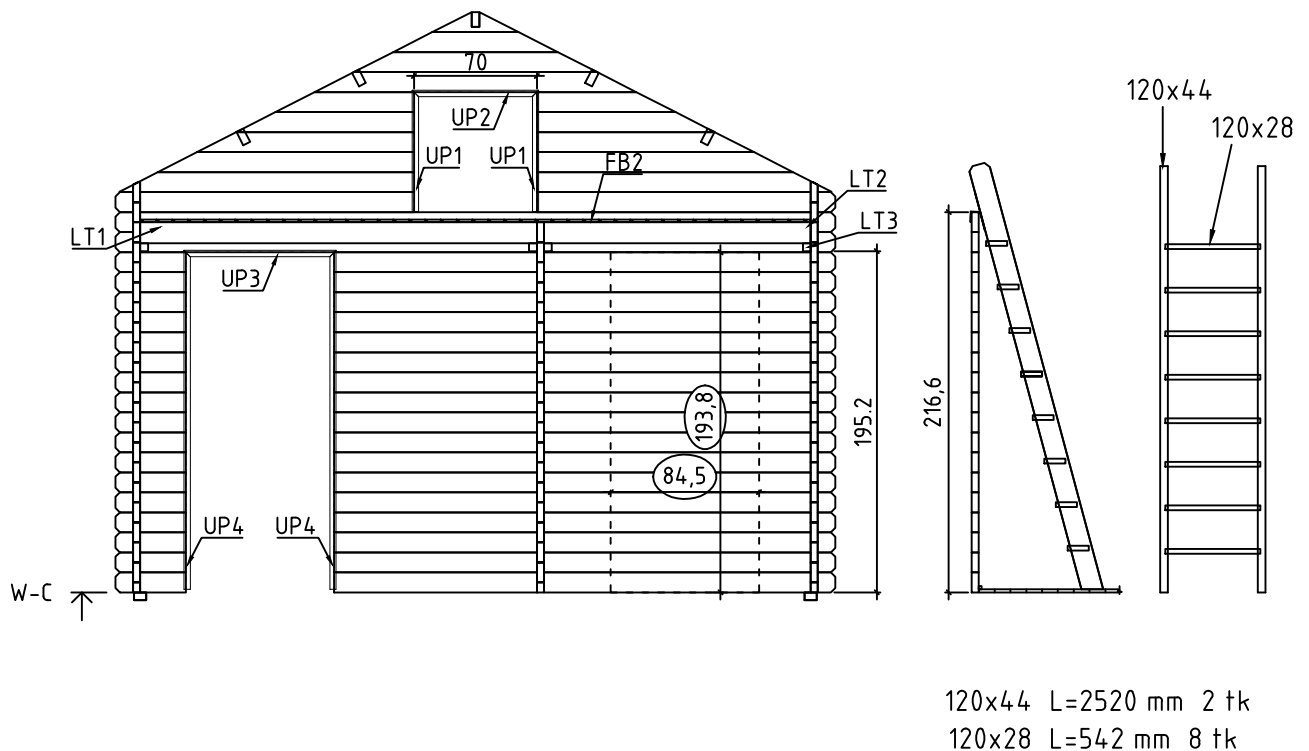 70
UP2
UP1
UP1
FB2
LT2
LT3
LT1
UP3
193,8
84,5
195.2
UP4
UP4
W-C
216,6
120x44
120x28
120x44 L=2520 mm 2 tk
120x28 L=542 mm 8 tk